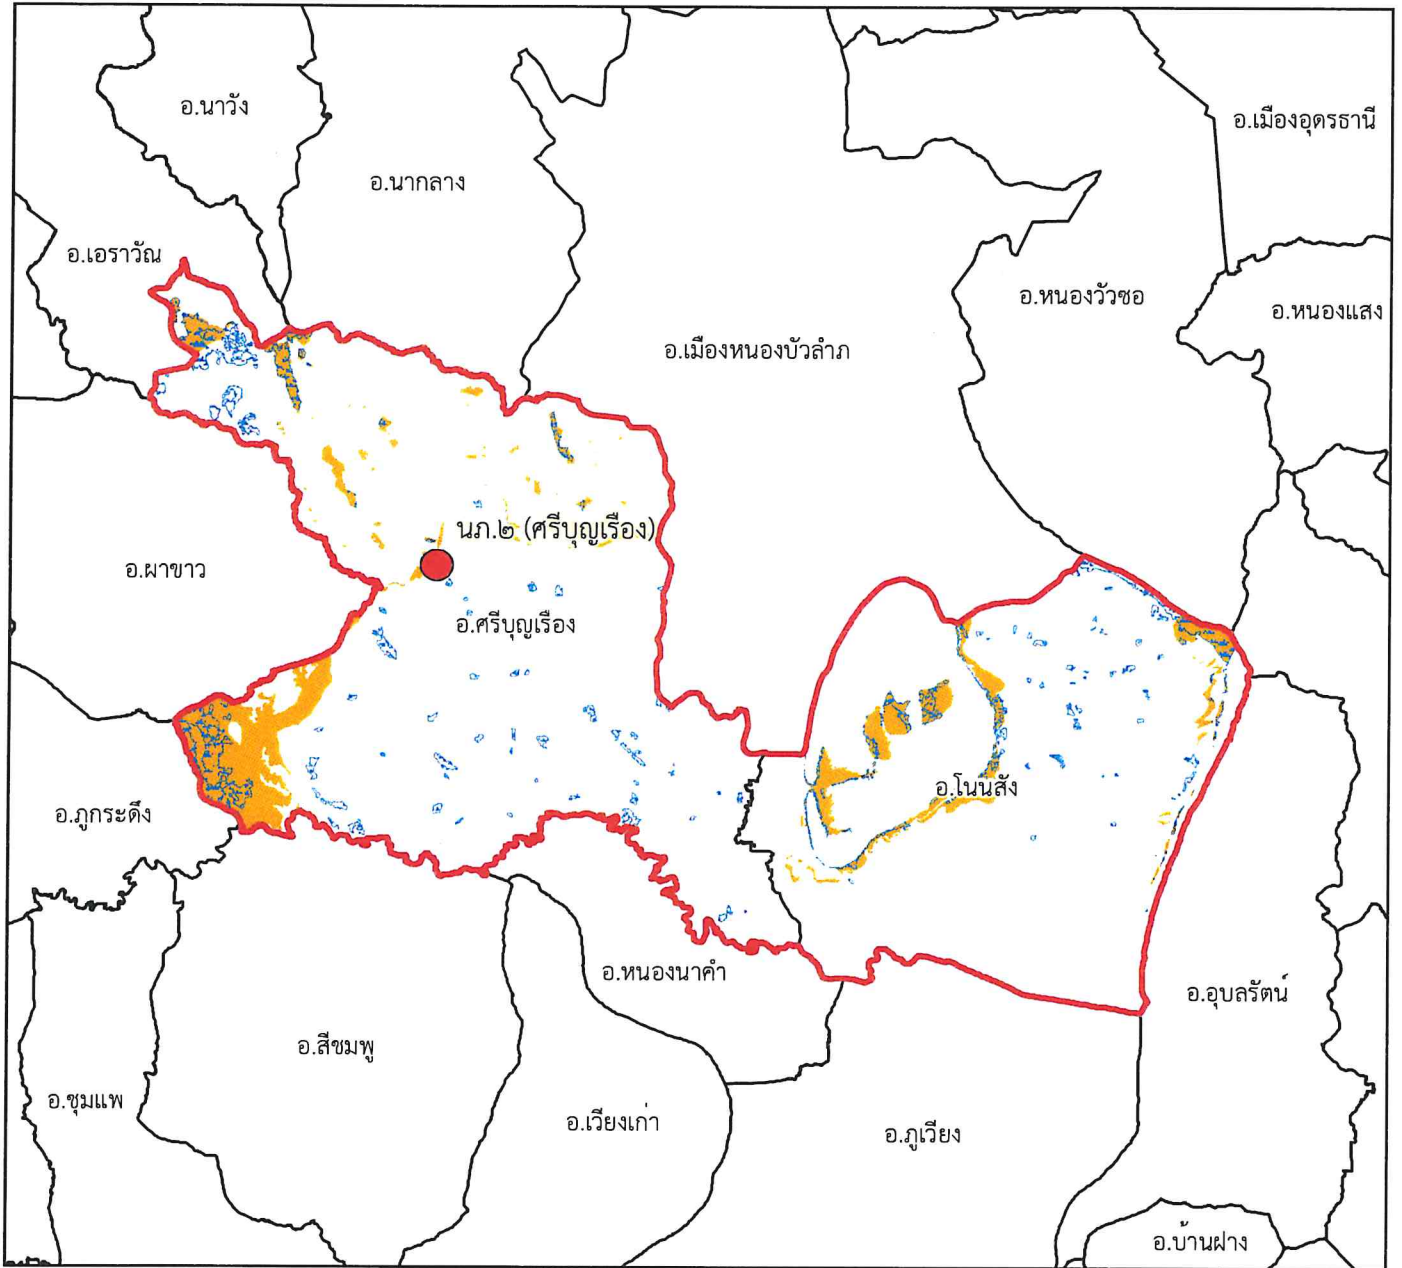 อ.นาวัง
อ.เมืองอุดรธานี
อ.นากลาง
อ.เอราวัณ
อ.หนองวัวซอ
อ.หนองแสง
อ.เมืองหนองบัวลำภู
นภ.๒ (ศรีบุญเรือง)
อ.ผาขาว
อ.ศรีบุญเรือง
อ.โนนสัง
อ.ภูกระดึง
อ.หนองนาคำ
อ.อุบลรัตน์
อ.สีชมพู
อ.ชุมแพ
อ.เวียงเก่า
อ.ภูเวียง
อ.บ้านฝาง